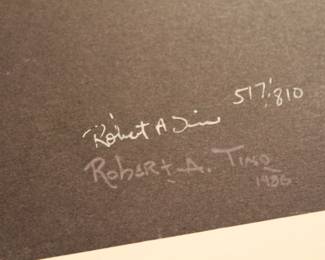 517/810
Robert A Tino
Robert A. Tino
1986